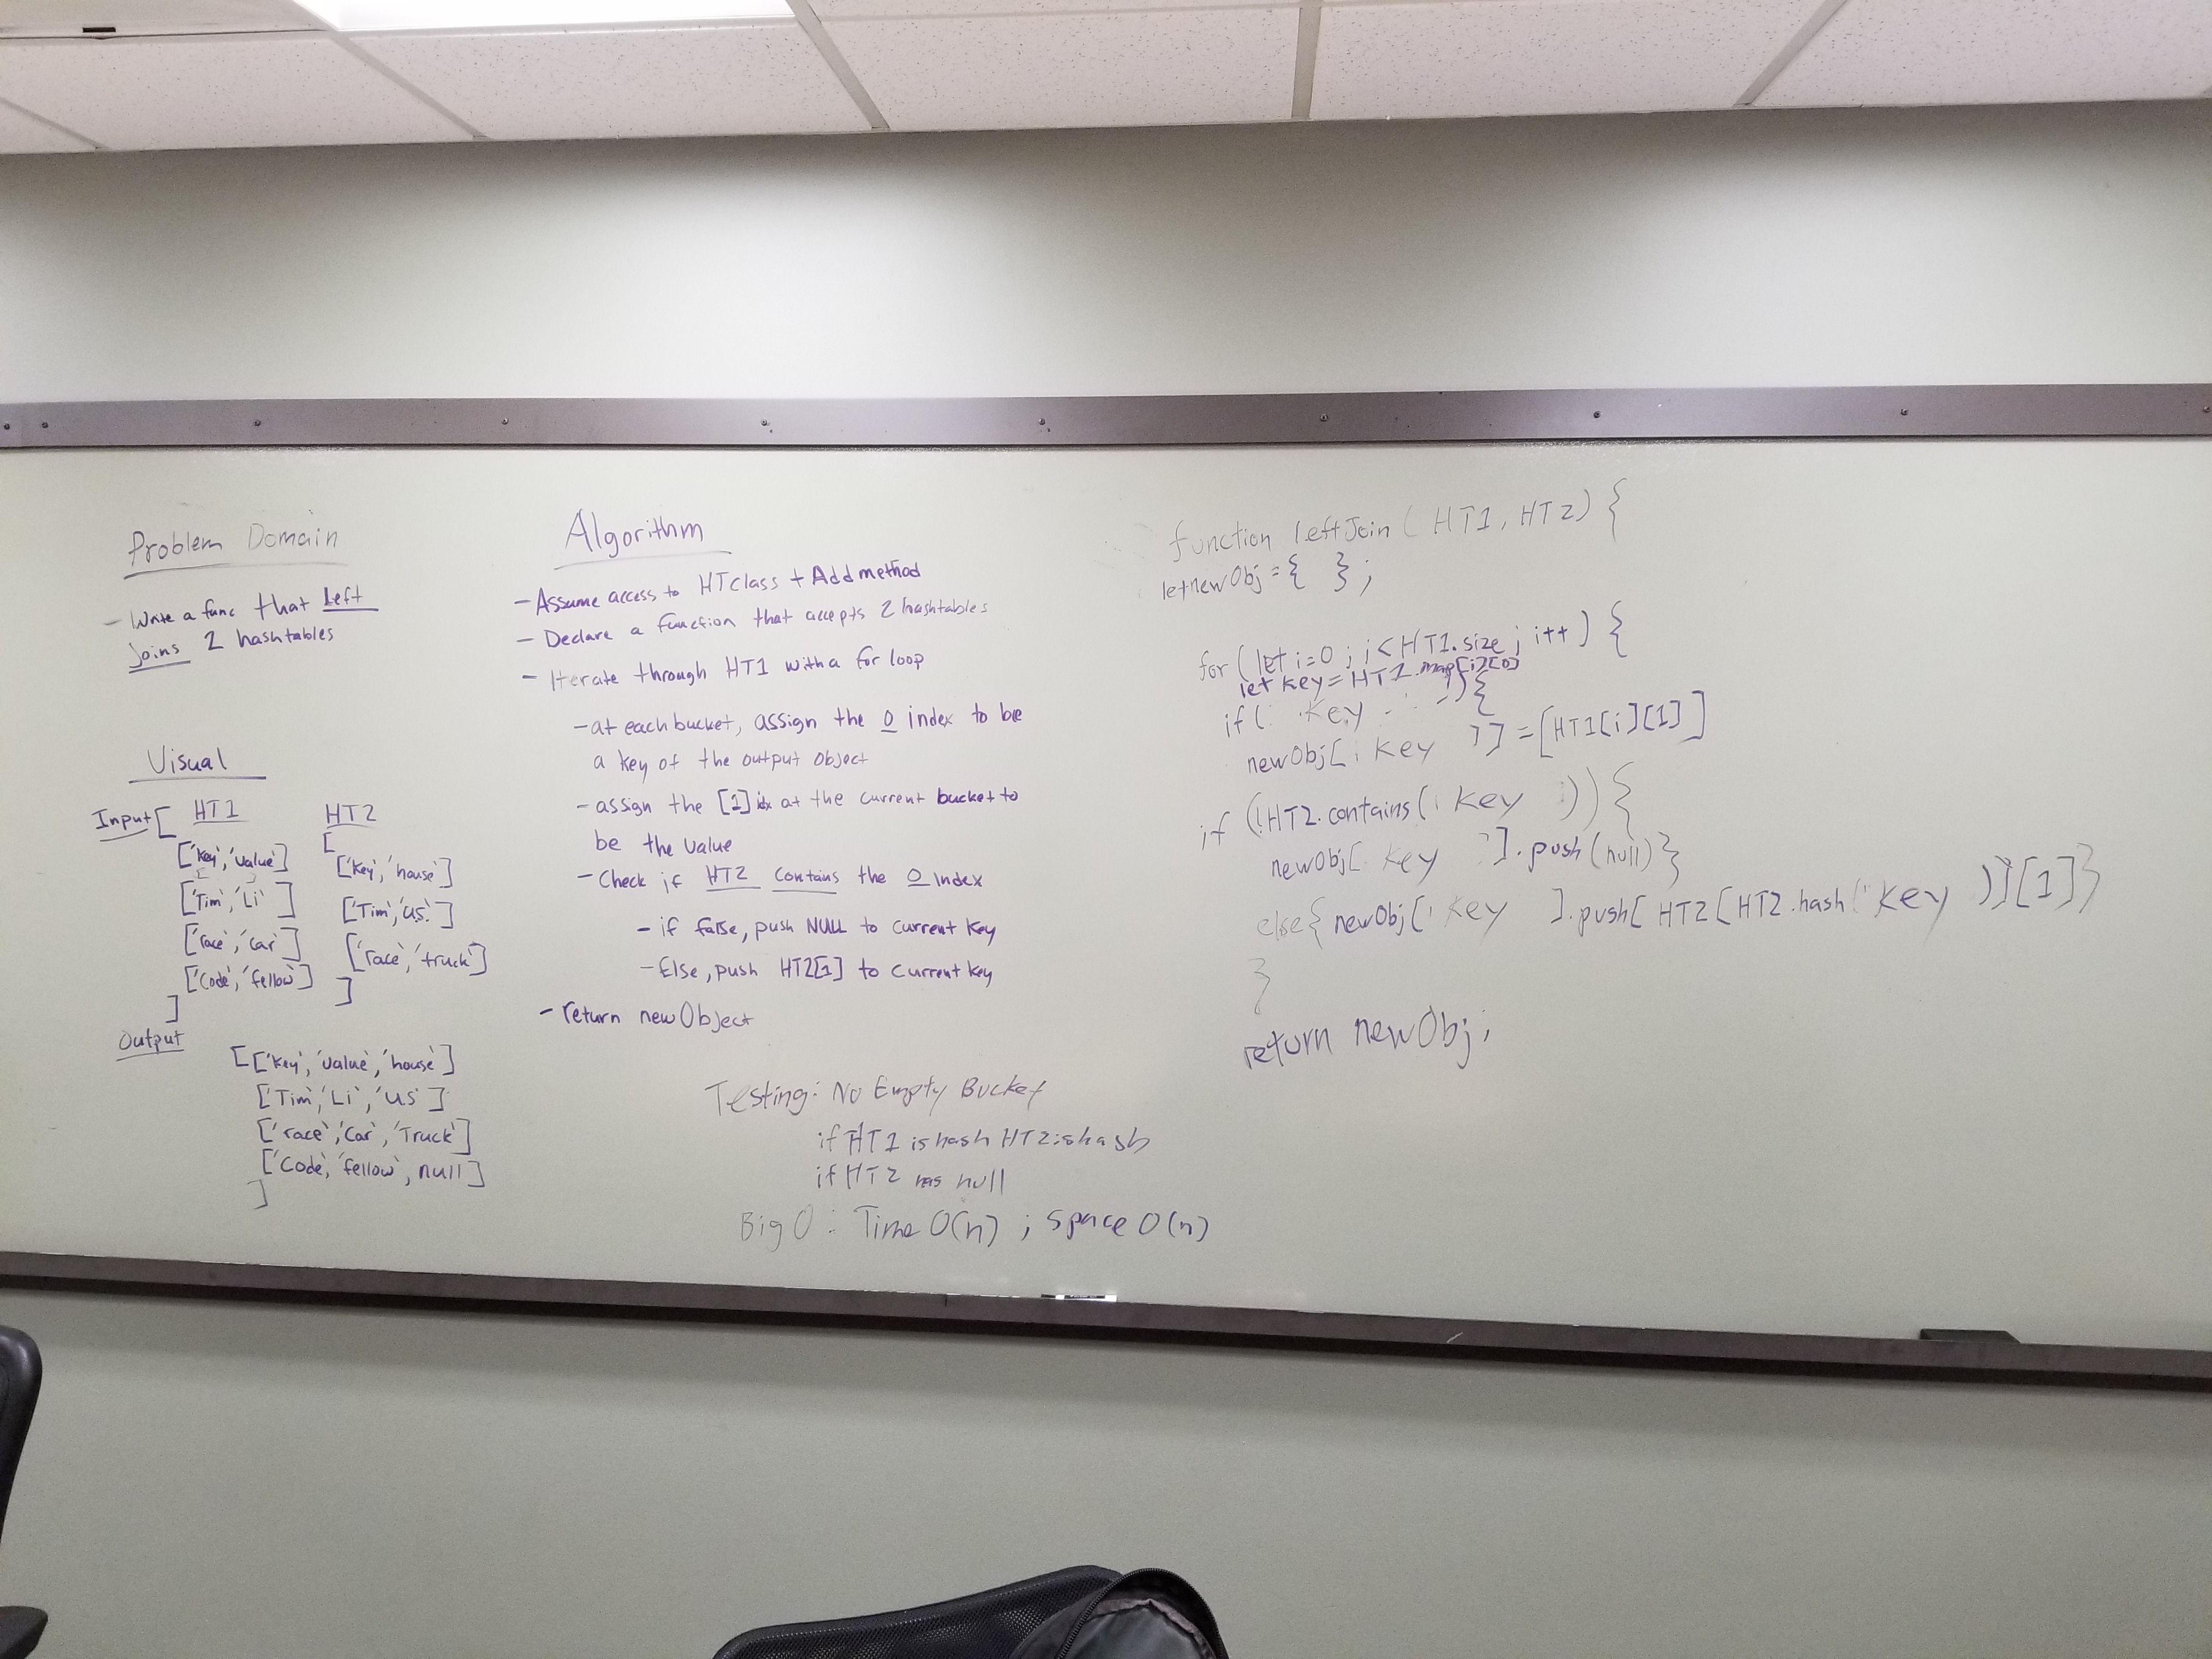 Problem Domain
- Write a func that Left
Joins 2 hashtables
Visual
Input [ HT1 HT2
[
['Key', 'value'] ['Key', 'house']
['Tim', 'Li'] ['Tim', 'US']
['race', 'car'] ['race', 'truck']
['Code', 'fellow'] ]
]
Output
[['Key', 'value', 'house']
['Tim', 'Li', 'US']
['race', 'Car', 'Truck']
['Code', 'fellow', null]
]
Algorithm
- Assume access to HT class + Add method
- Declare a function that accepts 2 hashtables
- Iterate through HT1 with a for loop
- at each bucket, assign the 0 index to be
a key of the output object
- assign the [1] idx at the current bucket to
be the value
- Check if HT2 contains the 0 index
- if false, push NULL to current key
- Else, push HT2[1] to current key
- return newObject
Testing: No Empty Bucket
if HT1 is hash HT2 is hash
if HT2 has null
Big O : Time O(n) ; Space O(n)
function leftJoin ( HT1, HT2) {
let newObj = { };
for (let i=0 ; i < HT1.size ; i++ ) {
let key = HT1.map[i][0]
if ( key ) {
newObj[ key ] = [HT1[i][1]]
if (!HT2.contains( key )) {
newObj[ key ].push(null)}
else{ newObj[ key ].push[ HT2[HT2.hash( key )][1]}
}
return newObj;